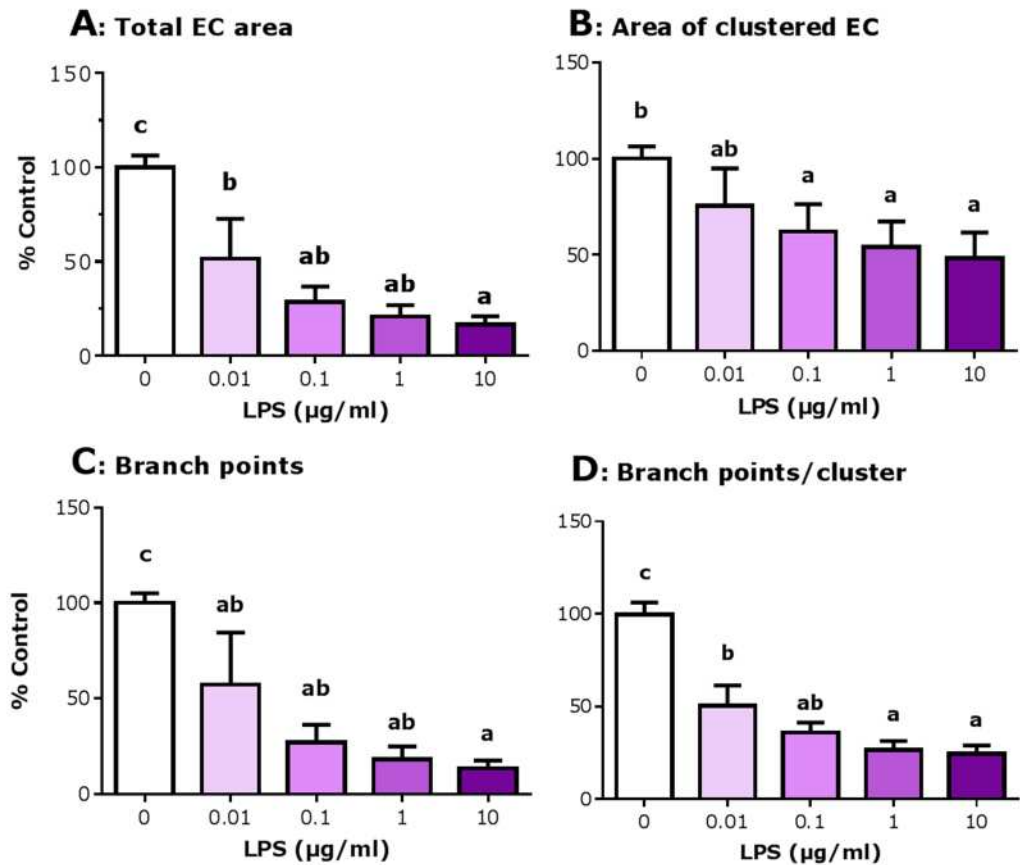 A: Total EC area
% Control
150
100
50
0
c
b
ab
ab
a
0 0.01 0.1 1 10
LPS (µg/ml)
B: Area of clustered EC
150
100
50
0
b
ab
a
a
a
0 0.01 0.1 1 10
LPS (µg/ml)
C: Branch points
% Control
150
100
50
0
c
ab
ab
ab
a
0 0.01 0.1 1 10
LPS (µg/ml)
D: Branch points/cluster
150
100
50
0
c
b
ab
a
a
0 0.01 0.1 1 10
LPS (µg/ml)